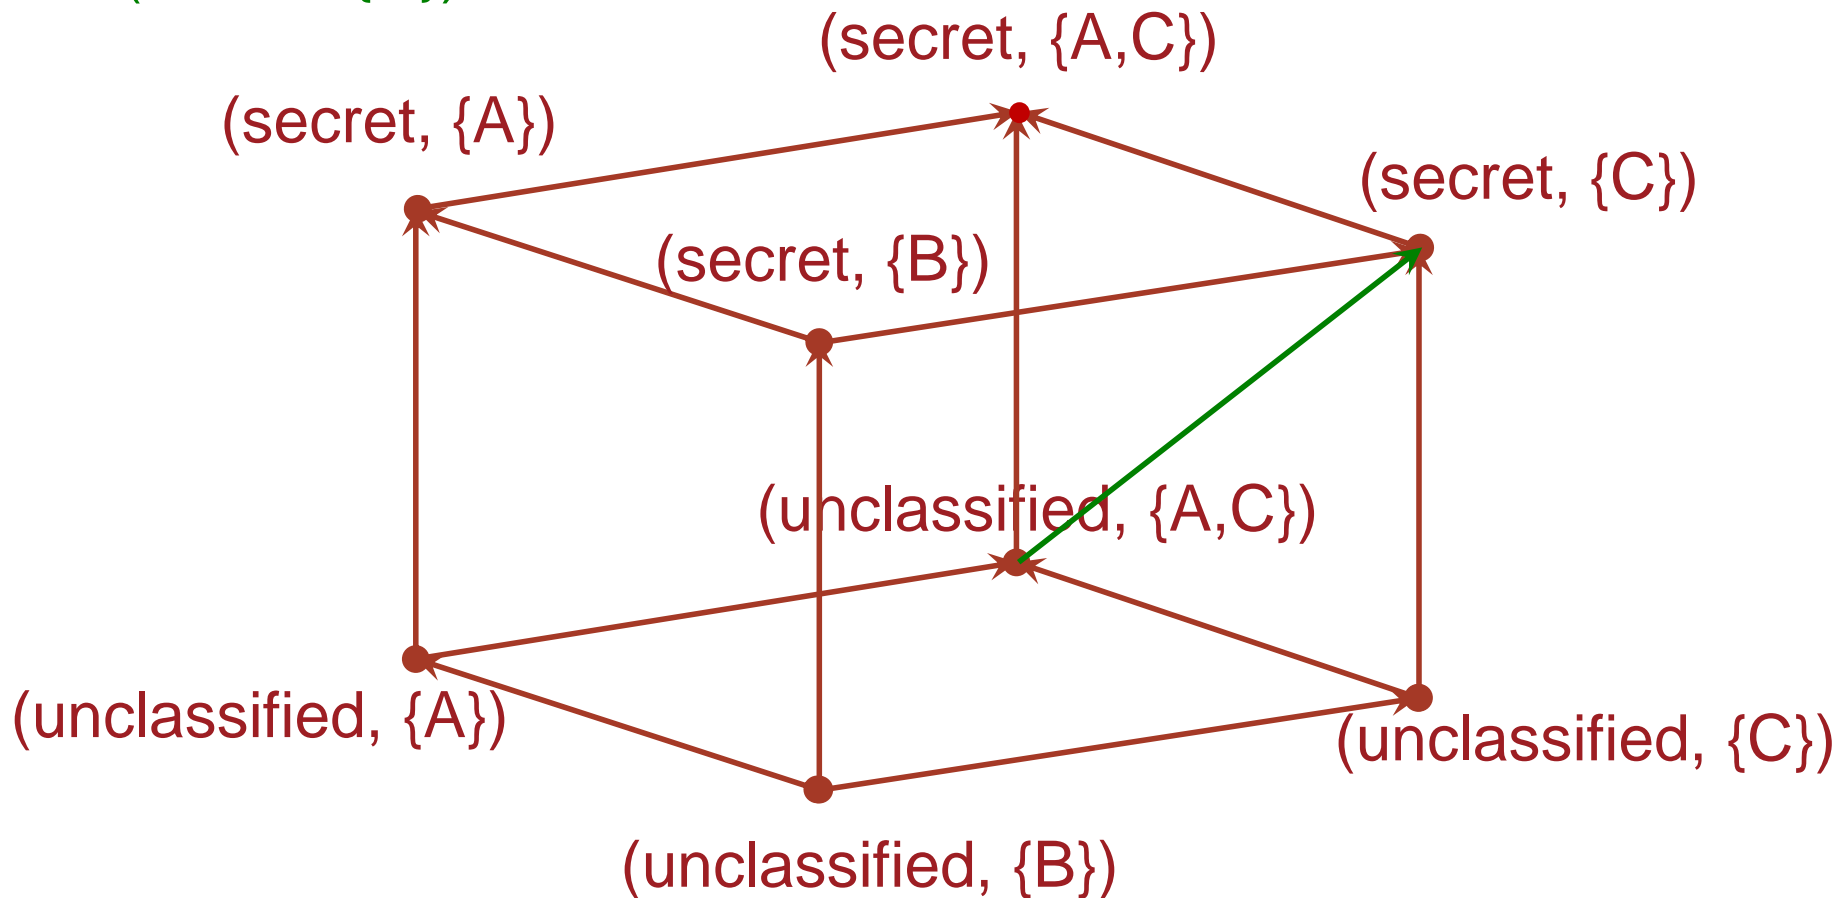 (secret, {A,C})
(secret, {A})
(secret, {C})
(secret, {B})
(unclassified, {A,C})
(unclassified, {A})
(unclassified, {C})
(unclassified, {B})